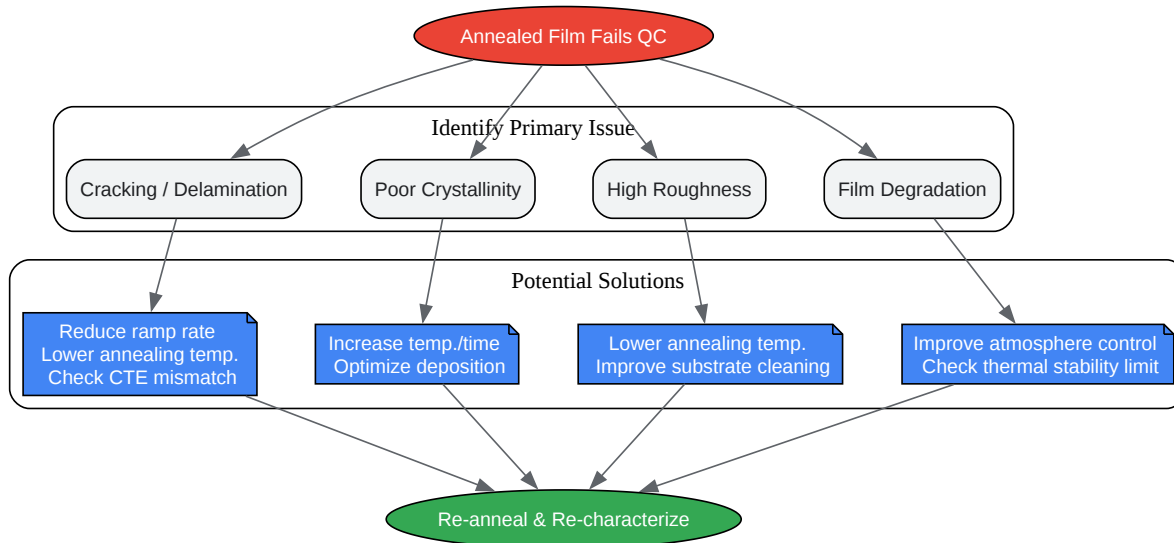 Annealed Film Fails QC
Identify Primary Issue
Cracking / Delamination
Poor Crystallinity
High Roughness
Film Degradation
Potential Solutions
Reduce ramp rate
Lower annealing temp.
Check CTE mismatch
Increase temp./time
Optimize deposition
Lower annealing temp.
Improve substrate cleaning
Improve atmosphere control
Check thermal stability limit
Re-anneal & Re-characterize